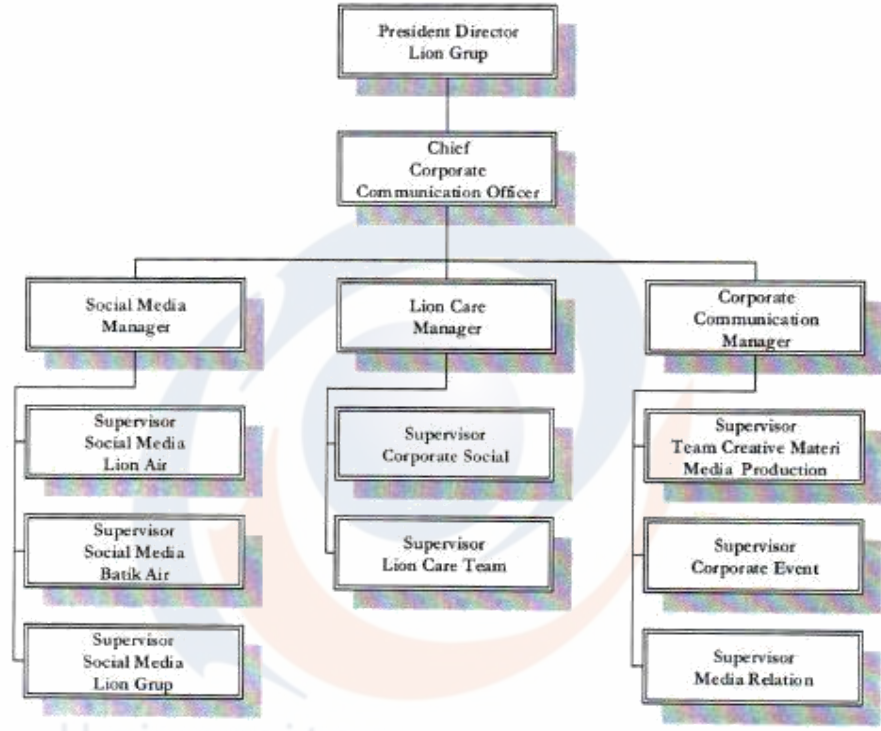 President Director
Lion Grup
Chief
Corporate
Communication Officer
Social Media
Manager
Lion Care
Manager
Corporate
Communication
Manager
Supervisor
Social Media
Lion Air
Supervisor
Social Media
Batik Air
Supervisor
Social Media
Lion Grup
Supervisor
Corporate Social
Supervisor
Lion Care Team
Supervisor
Team Creative Materi
Media Production
Supervisor
Corporate Event
Supervisor
Media Relation